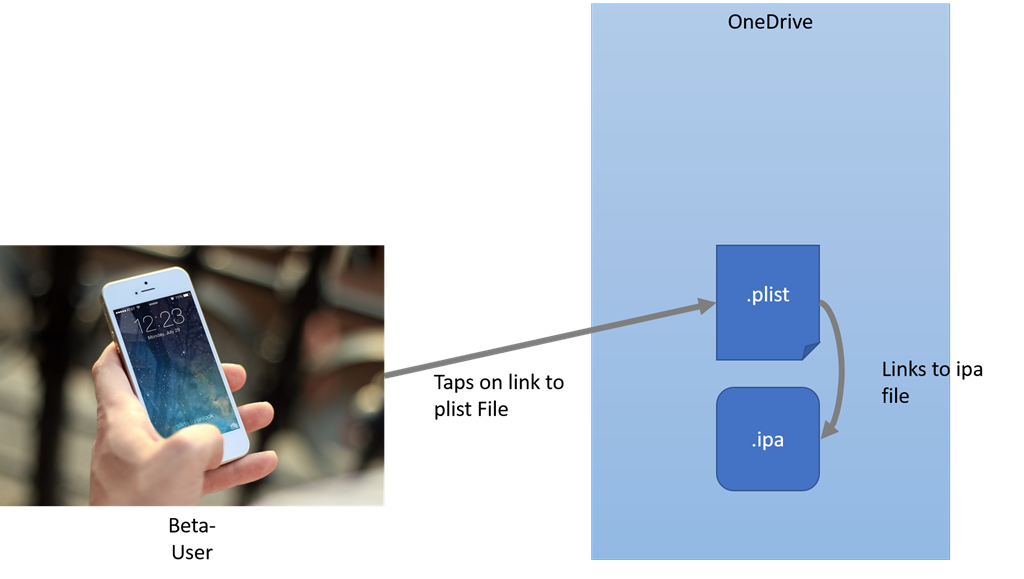 OneDrive
.plist
Taps on link to
plist File
Links to ipa
file
.ipa
12:23
Monday, July 29
Beta-
User